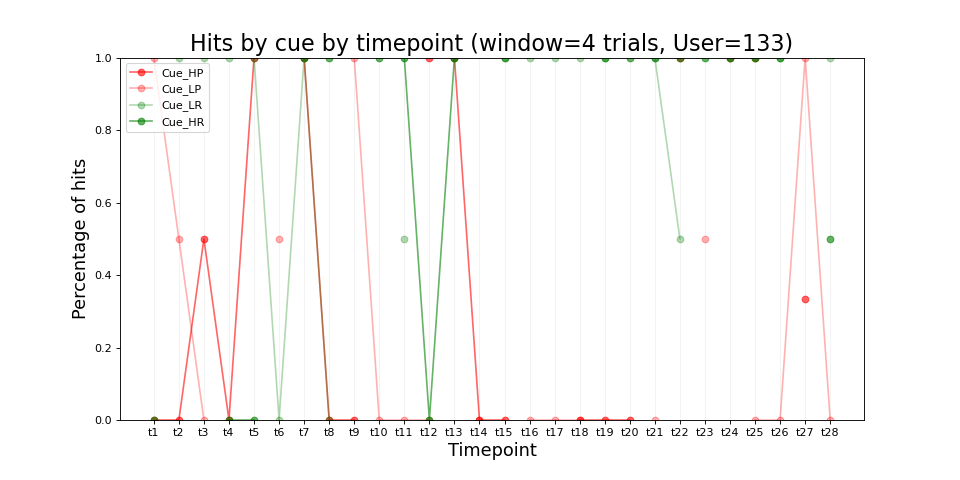 Hits by cue by timepoint (window=4 trials, User=133)
1.0
0.8
0.6
0.4
0.2
0.0
Percentage of hits
Cue_HP
Cue_LP
Cue_LR
Cue_HR
t1 t2 t3 t4 t5 t6 t7 t8 t9 t10 t11 t12 t13 t14 t15 t16 t17 t18 t19 t20 t21 t22 t23 t24 t25 t26 t27 t28
Timepoint